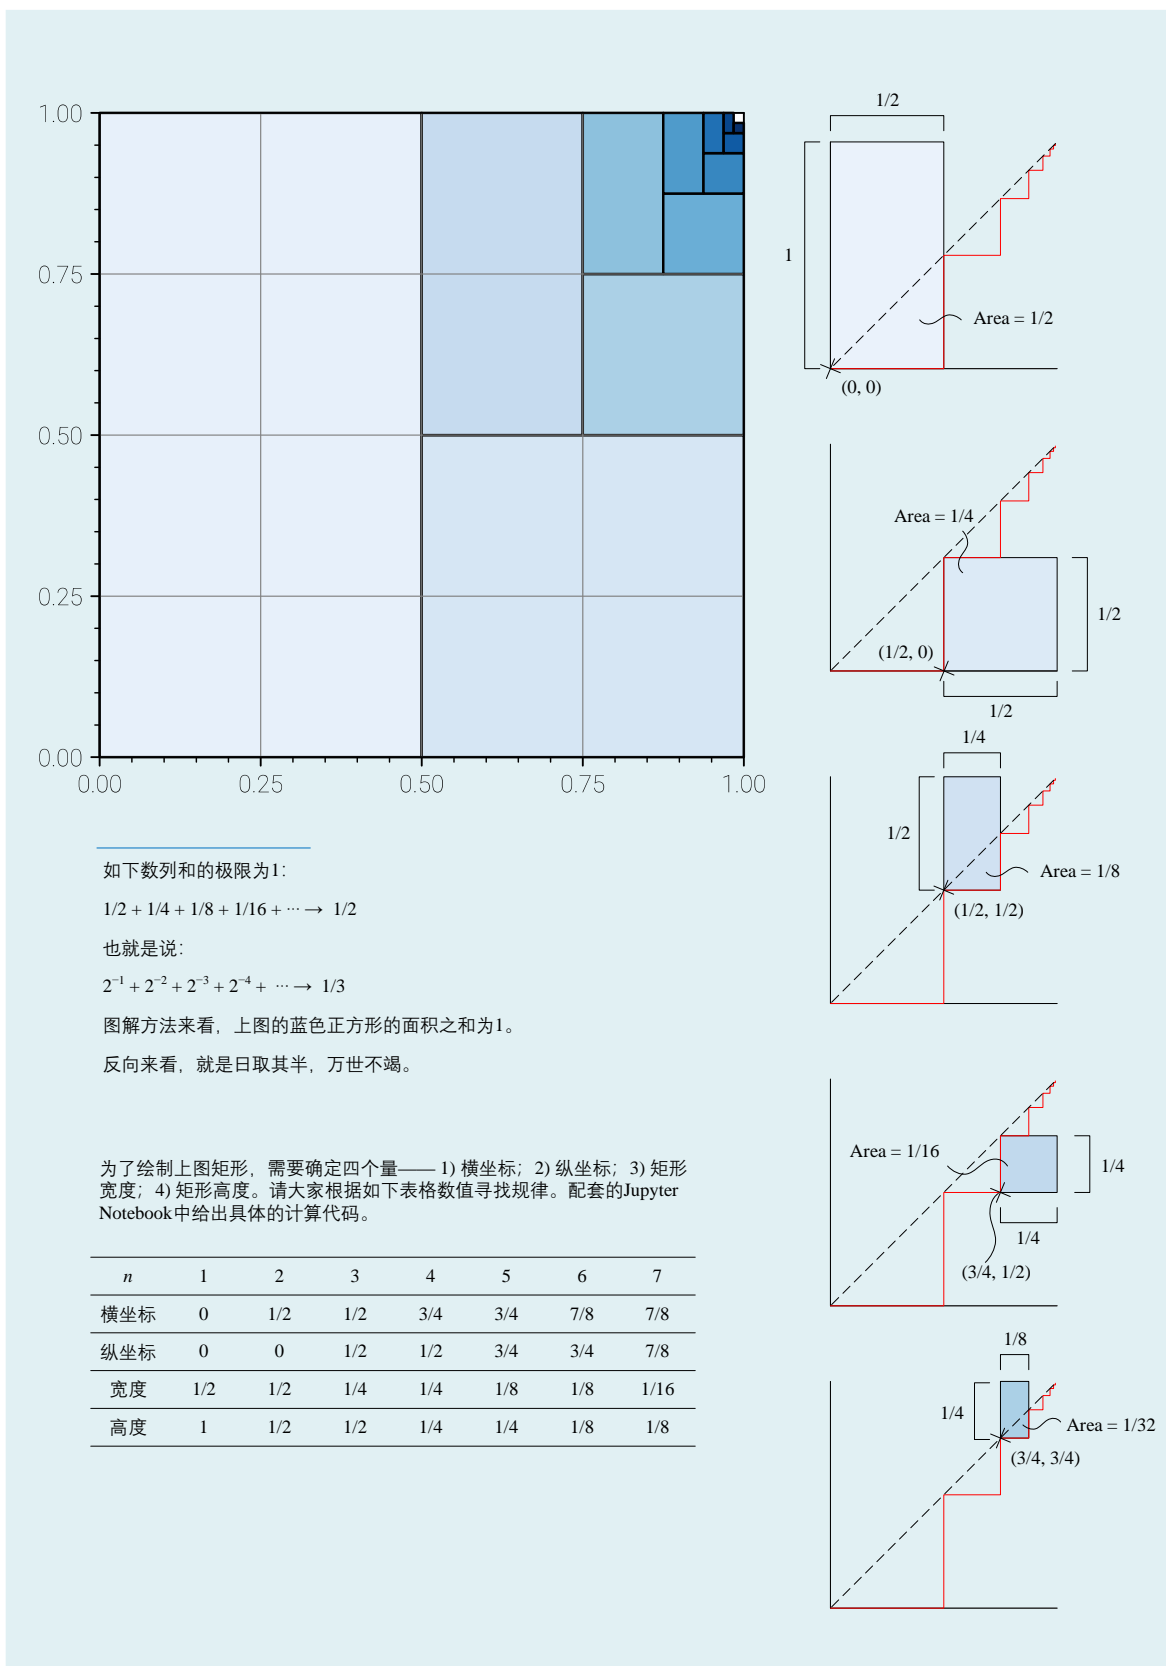 1.00
0.75
0.50
0.25
0.00
0.00 0.25 0.50 0.75 1.00
如下数列和的极限为1：
1/2 + 1/4 + 1/8 + 1/16 + ··· → 1/2
也就是说：
2⁻¹ + 2⁻² + 2⁻³ + 2⁻⁴ + ··· → 1/3
图解方法来看，上图的蓝色正方形的面积之和为1。
反向来看，就是日取其半，万世不竭。
为了绘制上图矩形，需要确定四个量—— 1) 横坐标；2) 纵坐标；3) 矩形
宽度；4) 矩形高度。请大家根据如下表格数值寻找规律。配套的Jupyter
Notebook中给出具体的计算代码。
n 1 2 3 4 5 6 7
横坐标 0 1/2 1/2 3/4 3/4 7/8 7/8
纵坐标 0 0 1/2 1/2 3/4 3/4 7/8
宽度 1/2 1/2 1/4 1/4 1/8 1/8 1/16
高度 1 1/2 1/2 1/4 1/4 1/8 1/8
1/2
1
Area = 1/2
(0, 0)
Area = 1/4
1/2
(1/2, 0)
1/2
1/4
1/2
Area = 1/8
(1/2, 1/2)
Area = 1/16
1/4
1/4
(3/4, 1/2)
1/8
1/4
Area = 1/32
(3/4, 3/4)